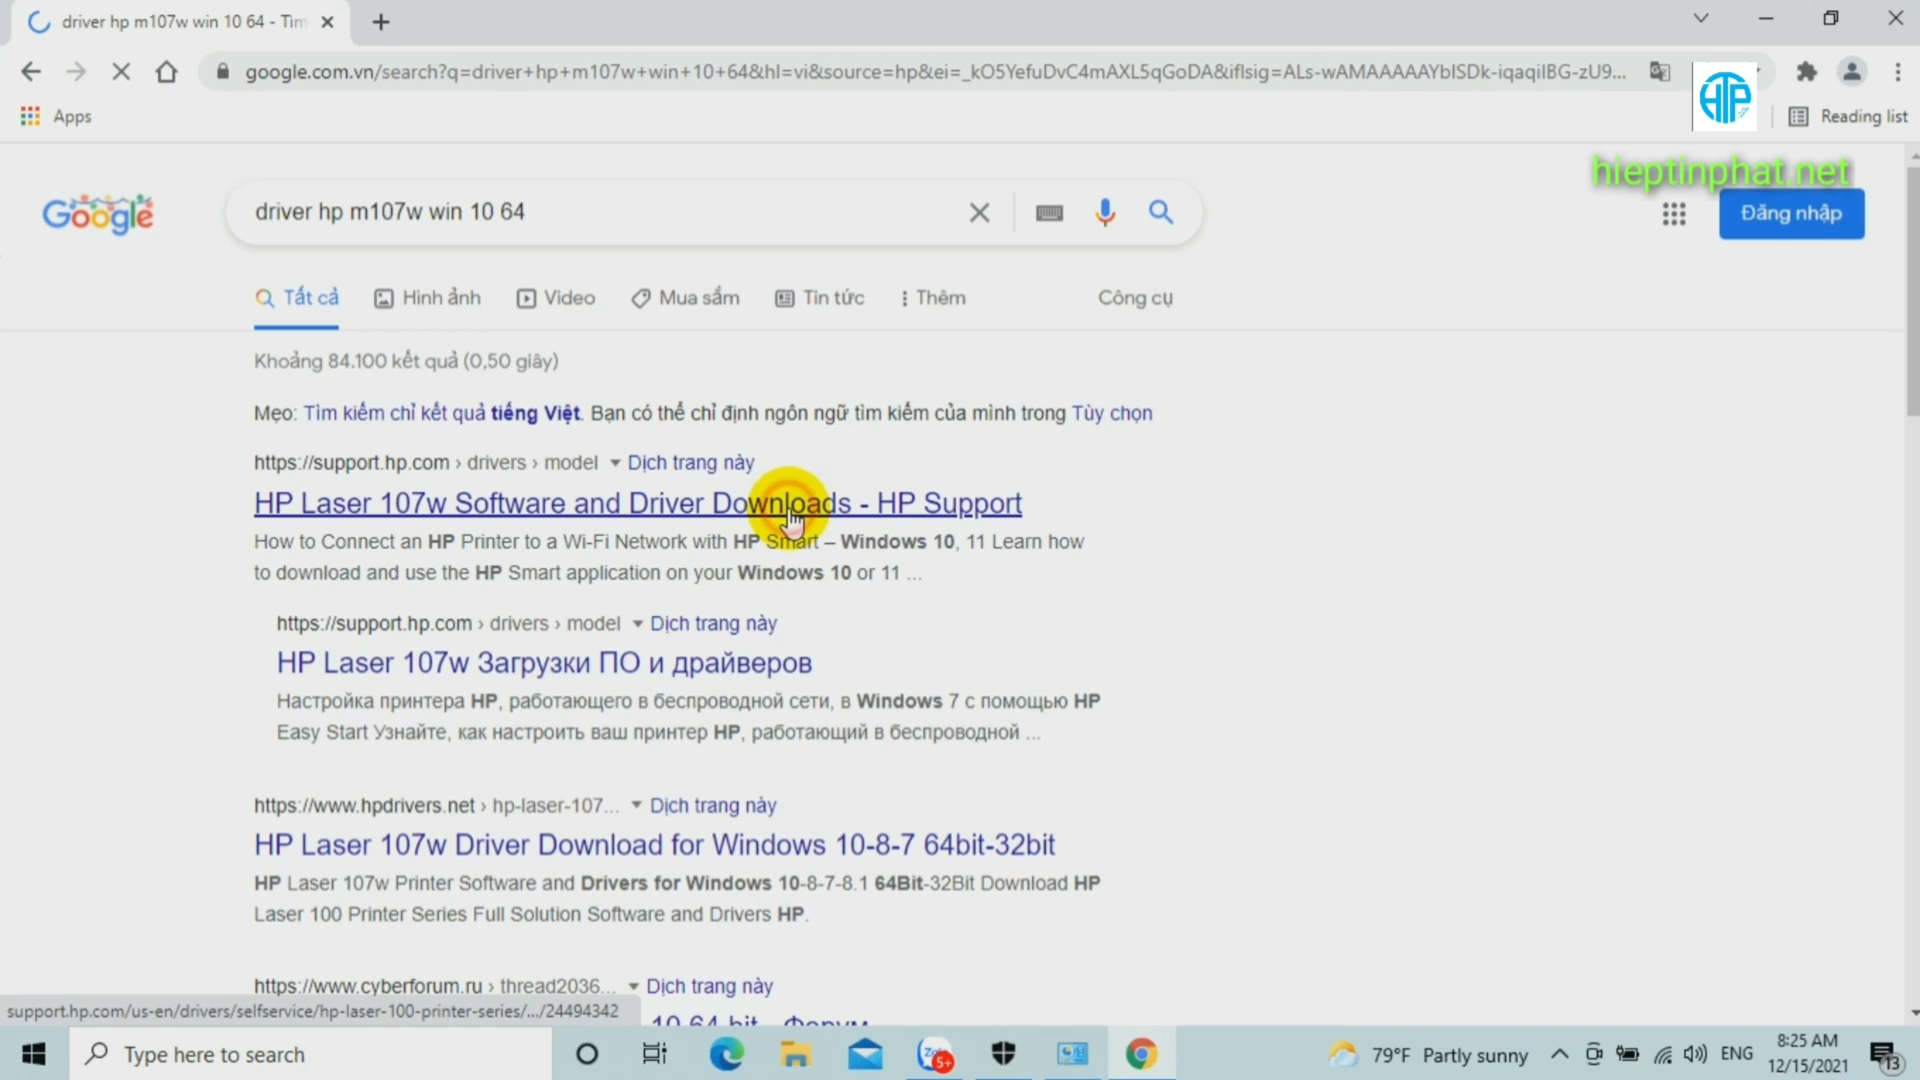 driver hp m107w win 10 64 - Tìm
google.com.vn/search?q=driver+hp+m107w+win+10+64&hl=vi&source=hp&ei=_kO5YefuDvC4mAXL5qGoDA&iflsig=ALs-wAMAAAAAYblSDk-iqaqilBG-zU9...
Apps
HTP
Reading list
hieptinphat.net
Google
driver hp m107w win 10 64
Đăng nhập
Tất cả
Hình ảnh
Video
Mua sắm
Tin tức
Thêm
Công cụ
Khoảng 84.100 kết quả (0,50 giây)
Mẹo: Tìm kiếm chỉ kết quả tiếng Việt. Bạn có thể chỉ định ngôn ngữ tìm kiếm của mình trong Tùy chọn
https://support.hp.com › drivers › model Dịch trang này
HP Laser 107w Software and Driver Downloads - HP Support
How to Connect an HP Printer to a Wi-Fi Network with HP Smart – Windows 10, 11 Learn how
to download and use the HP Smart application on your Windows 10 or 11 ...
https://support.hp.com › drivers › model Dịch trang này
HP Laser 107w Загрузки ПО и драйверов
Настройка принтера HP, работающего в беспроводной сети, в Windows 7 с помощью HP
Easy Start Узнайте, как настроить ваш принтер HP, работающий в беспроводной ...
https://www.hpdrivers.net › hp-laser-107... Dịch trang này
HP Laser 107w Driver Download for Windows 10-8-7 64bit-32bit
HP Laser 107w Printer Software and Drivers for Windows 10-8-7-8.1 64Bit-32Bit Download HP
Laser 100 Printer Series Full Solution Software and Drivers HP.
https://www.cyberforum.ru › thread2036... Dịch trang này
10 64 bit - Форум
support.hp.com/us-en/drivers/selfservice/hp-laser-100-printer-series/.../24494342
Type here to search
Zalo
5+
79°F Partly sunny
ENG
8:25 AM
12/15/2021
13